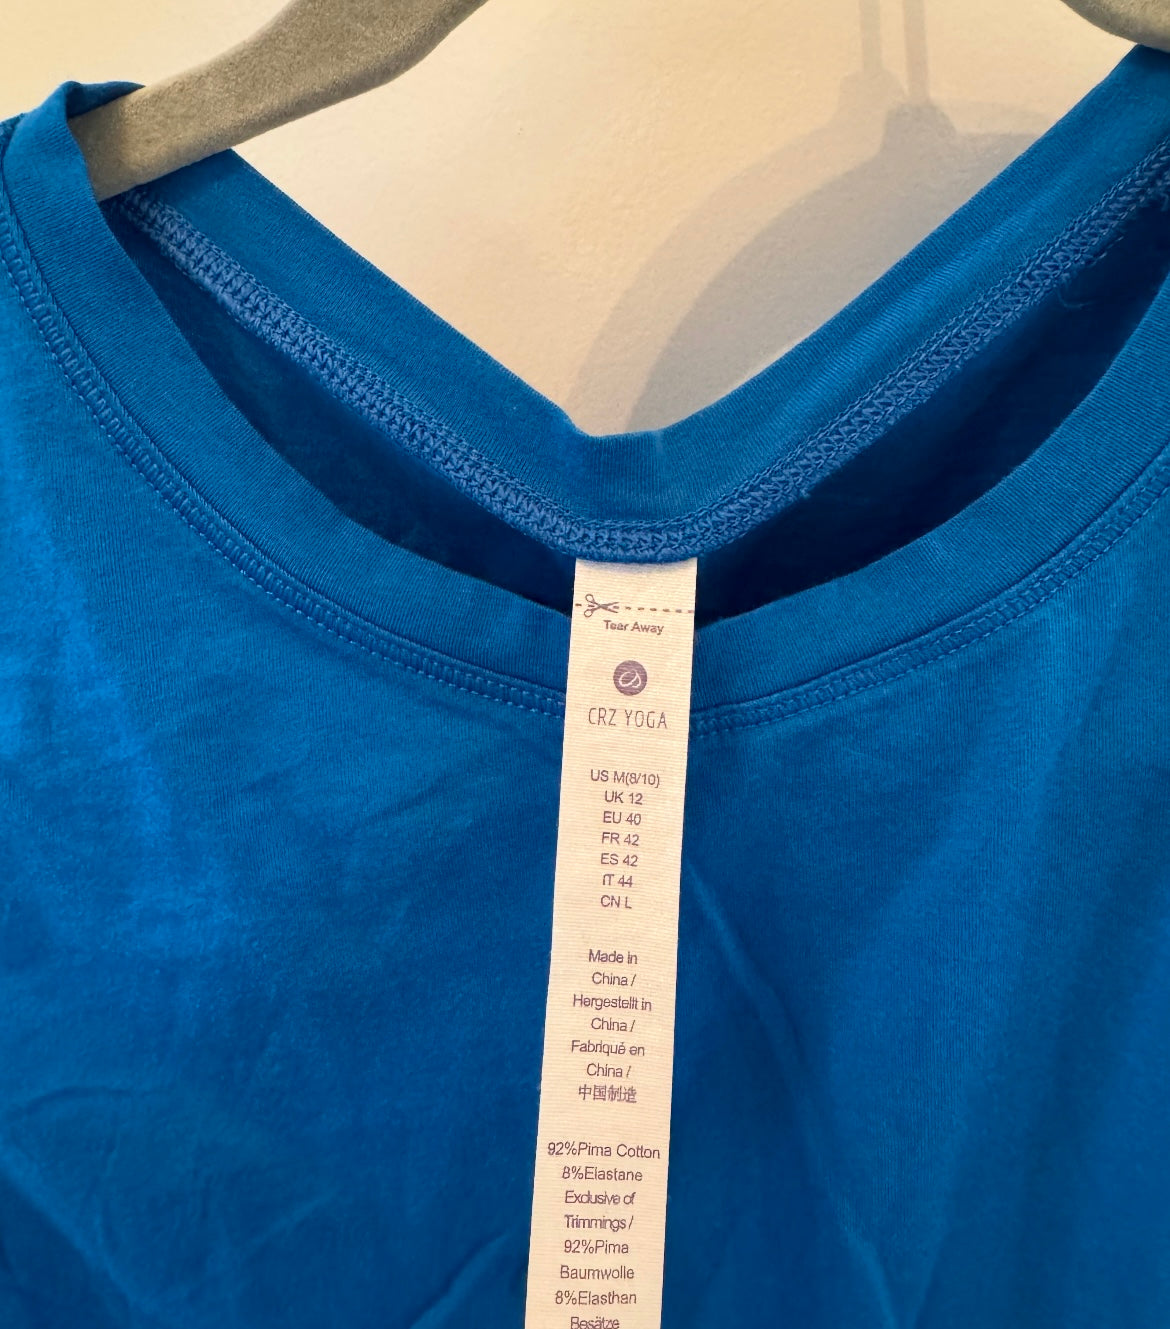 Tear Away
CRZ YOGA
US M(8/10)
UK 12
EU 40
FR 42
ES 42
IT 44
CN L
Made in
China /
Hergestellt in
China /
Fabriqué en
China /
中国制造
92%Pima Cotton
8%Elastane
Exclusive of
Trimmings /
92%Pima
Baumwolle
8%Elasthan
Besätze